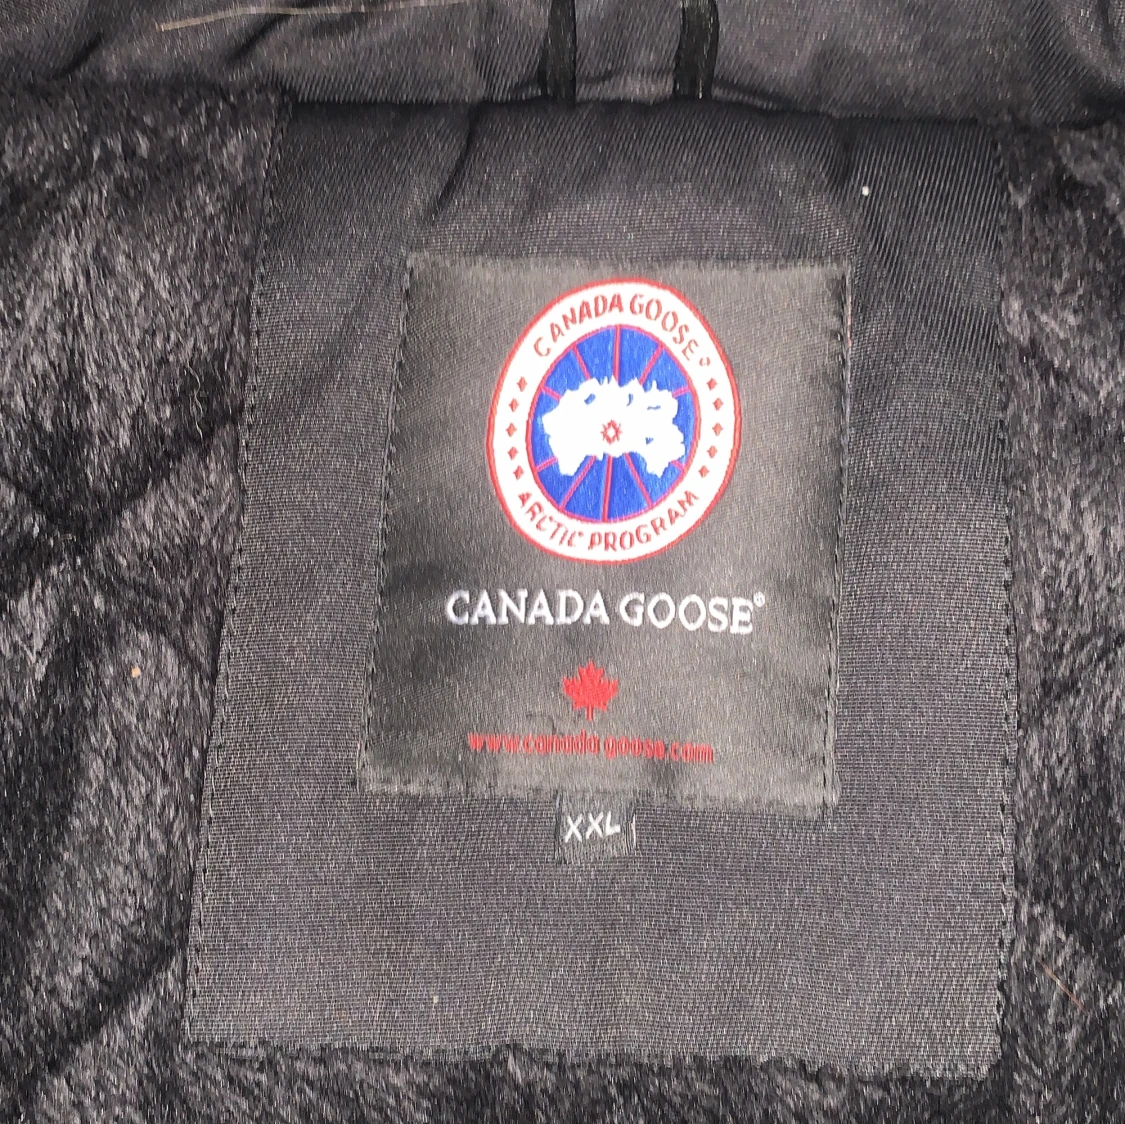 CANADA GOOSE®
ARCTIC PROGRAM
CANADA GOOSE®
www.canada goose.com
XXL